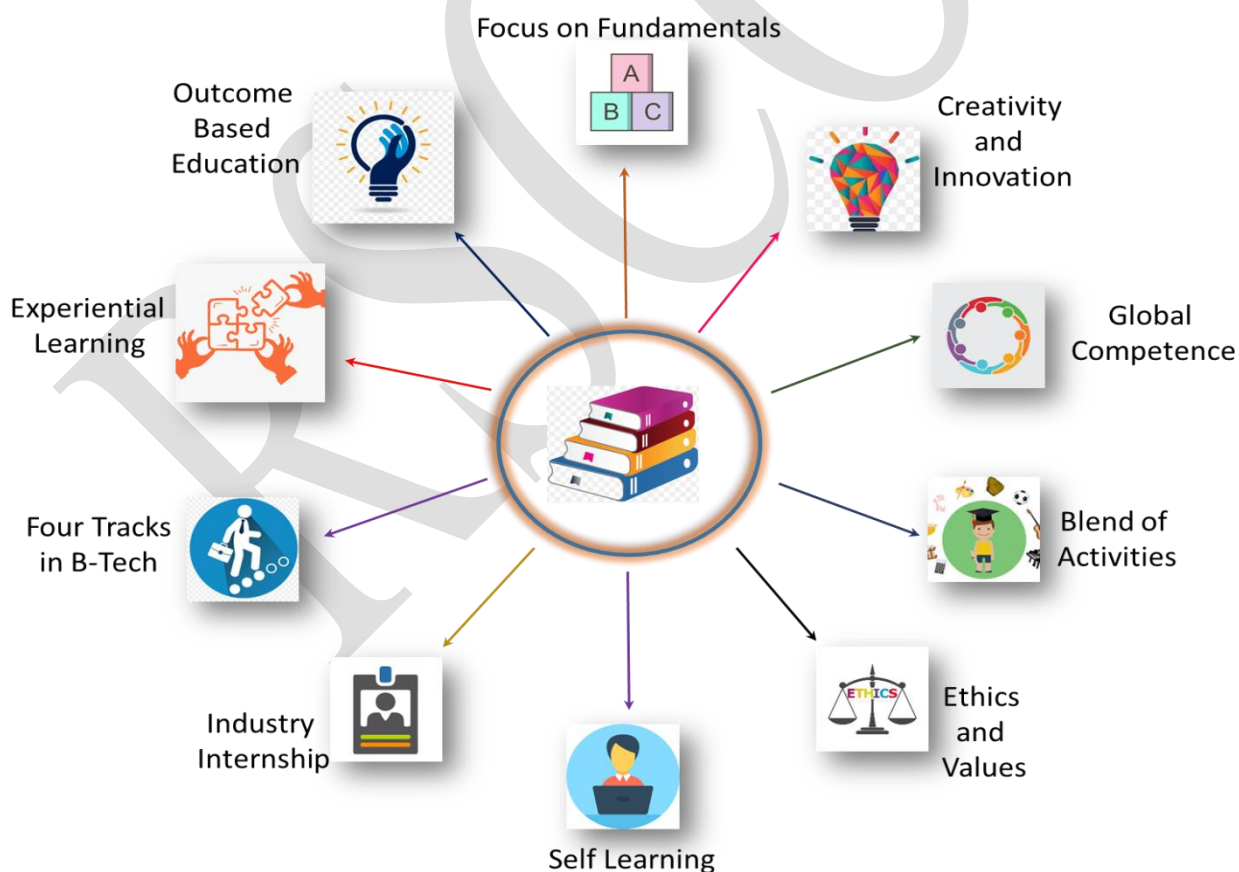 Focus on Fundamentals
A
B C
Outcome
Based
Education
Creativity
and
Innovation
Experiential
Learning
Global
Competence
Four Tracks
in B-Tech
Blend of
Activities
Industry
Internship
ETHICS
Ethics
and
Values
Self Learning